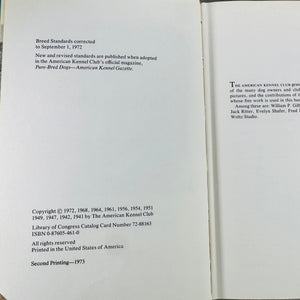 Breed Standards corrected
to September 1, 1972
New and revised standards are published when adopted
in the American Kennel Club's official magazine,
Pure-Bred Dogs—American Kennel Gazette.
Copyright © 1972, 1968, 1964, 1961, 1956, 1954, 1951
1949, 1947, 1942, 1941 by The American Kennel Club
Library of Congress Catalog Card Number 72-88163
ISBN 0-87605-461-0
All rights reserved
Printed in the United States of America
Second Printing—1973
THE AMERICAN KENNEL CLUB
of the many dog owners and
pictures, and the contributions of
whose fine work is used in this
Among these are: William P. Gil
Jack Ritter, Evelyn Shafer, Fred
Weltz Studio.